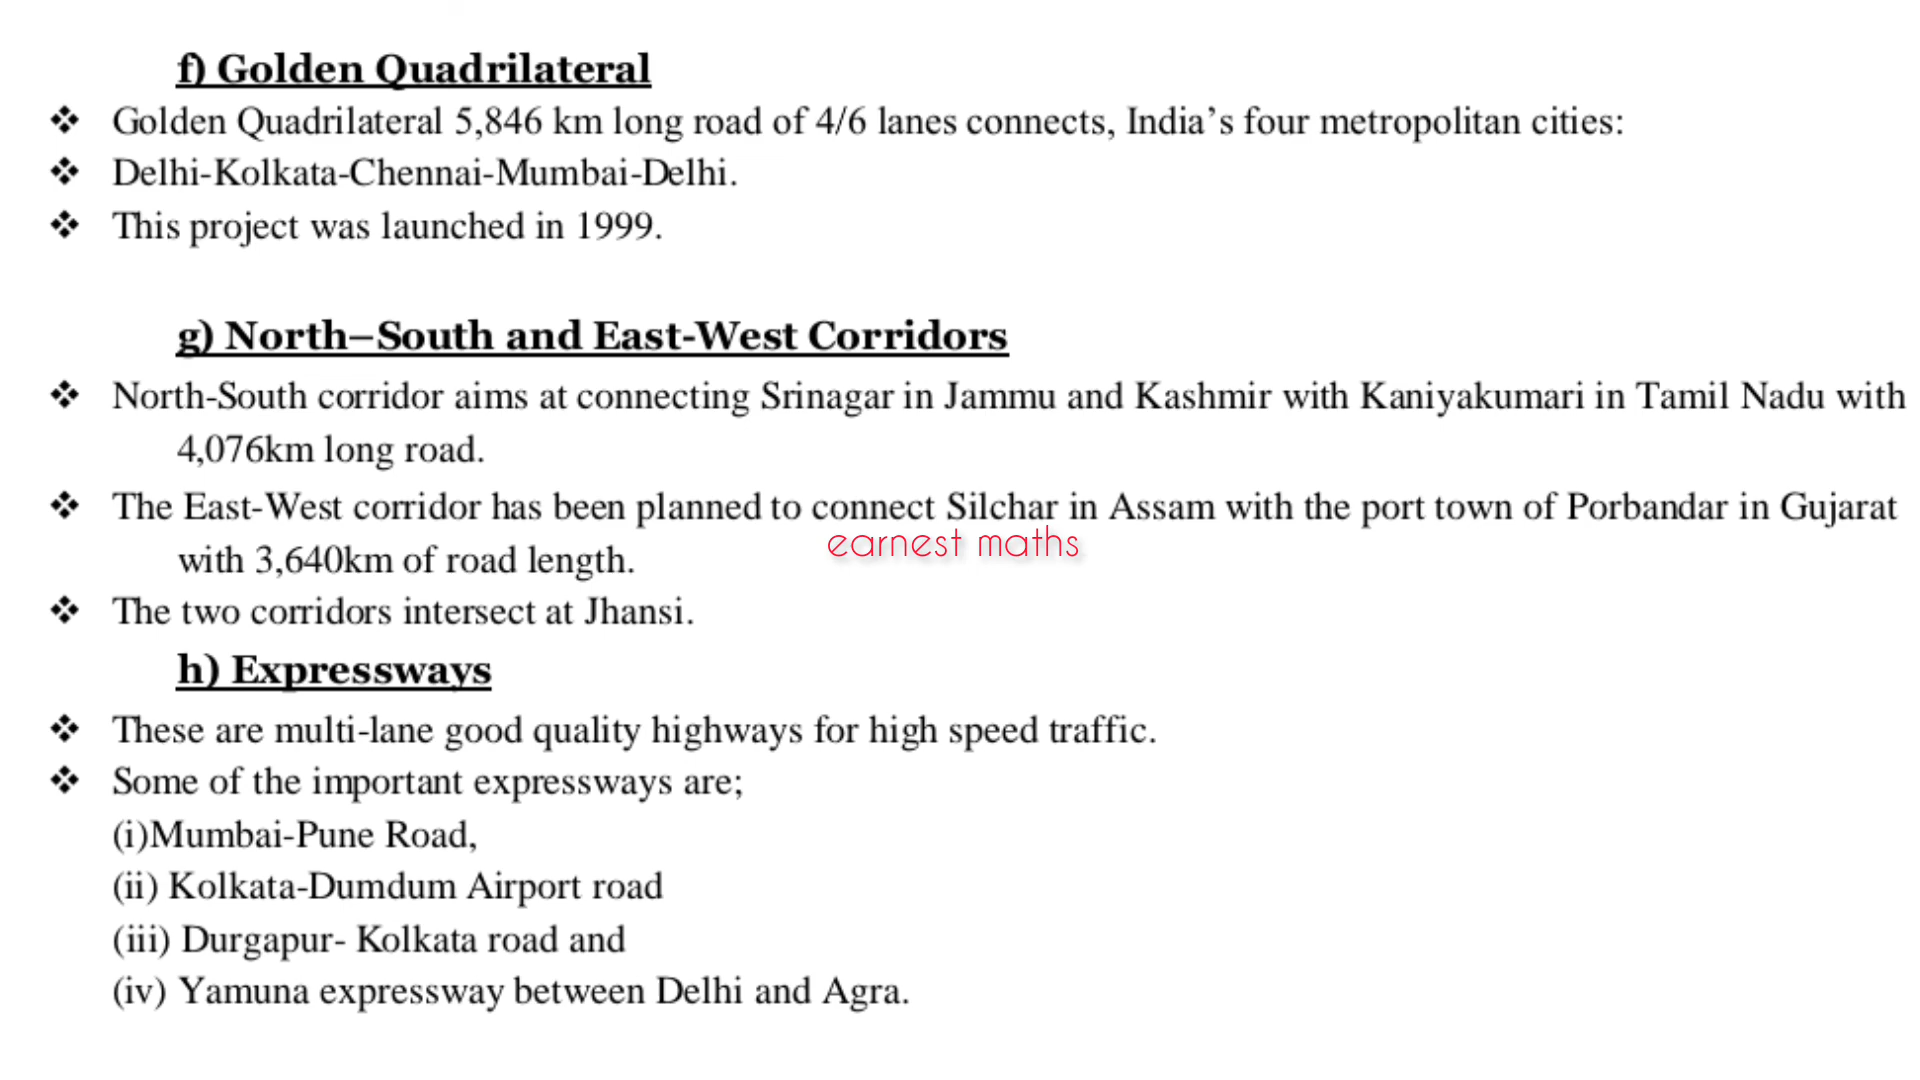 f) Golden Quadrilateral
❖ Golden Quadrilateral 5,846 km long road of 4/6 lanes connects, India’s four metropolitan cities:
❖ Delhi-Kolkata-Chennai-Mumbai-Delhi.
❖ This project was launched in 1999.
g) North–South and East-West Corridors
❖ North-South corridor aims at connecting Srinagar in Jammu and Kashmir with Kaniyakumari in Tamil Nadu with
4,076km long road.
❖ The East-West corridor has been planned to connect Silchar in Assam with the port town of Porbandar in Gujarat
earnest maths
with 3,640km of road length.
❖ The two corridors intersect at Jhansi.
h) Expressways
❖ These are multi-lane good quality highways for high speed traffic.
❖ Some of the important expressways are;
(i)Mumbai-Pune Road,
(ii) Kolkata-Dumdum Airport road
(iii) Durgapur- Kolkata road and
(iv) Yamuna expressway between Delhi and Agra.